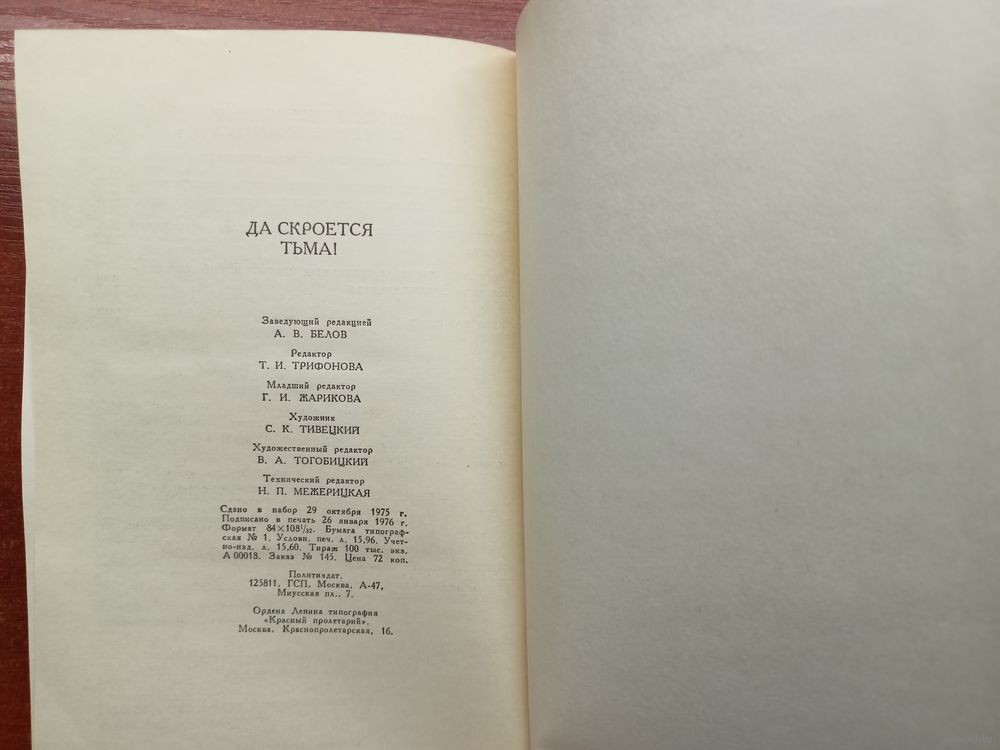 ДА СКРОЕТСЯ
ТЬМА!
Заведующий редакцией
А. В. БЕЛОВ
Редактор
Т. И. ТРИФОНОВА
Младший редактор
Г. И. ЖАРИКОВА
Художник
С. К. ТИВЕЦКИЙ
Художественный редактор
В. А. ТОГОБИЦКИЙ
Технический редактор
Н. П. МЕЖЕРИЦКАЯ
Сдано в набор 29 октября 1975 г.
Подписано в печать 26 января 1976 г.
Формат 84×108¹/₃₂. Бумага типограф-
ская № 1. Условн. печ. л. 15,96. Учет-
но-изд. л. 15,60. Тираж 100 тыс. экз.
А 00018. Заказ № 145. Цена 72 коп.
Политиздат.
125811, ГСП, Москва, А-47,
Миусская пл., 7.
Ордена Ленина типография
«Красный пролетарий».
Москва, Краснопролетарская, 16.